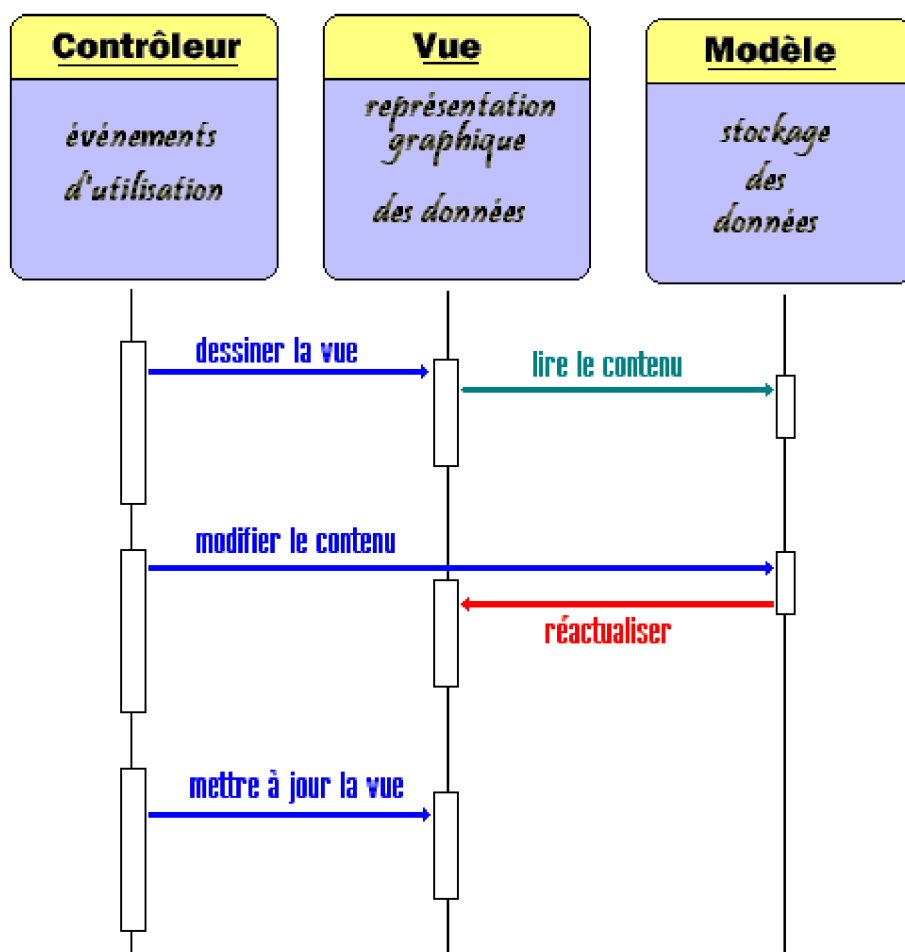 Contrôleur
événements
d'utilisation
Vue
représentation
graphique
des données
Modèle
stockage
des
données
dessiner la vue
lire le contenu
modifier le contenu
réactualiser
mettre à jour la vue